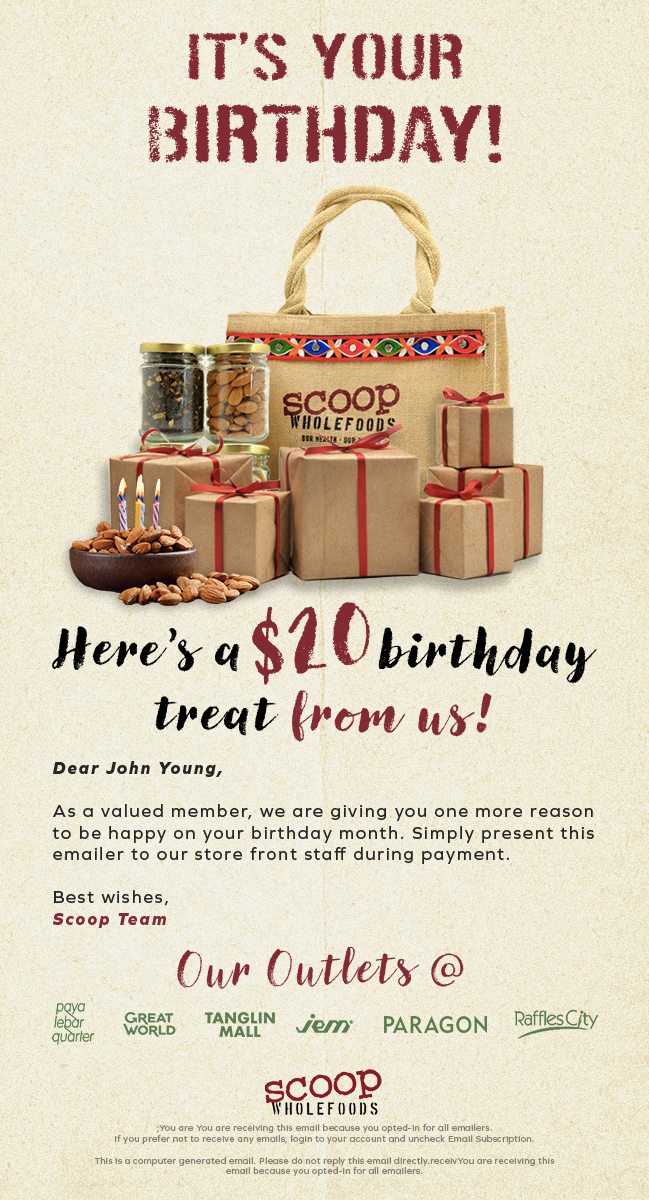 IT'S YOUR
BIRTHDAY!
SCOOP
WHOLEFOODS
OUR HEALTH · OUR
Here's a $20 birthday
treat from us!
Dear John Young,
As a valued member, we are giving you one more reason
to be happy on your birthday month. Simply present this
emailer to our store front staff during payment.
Best wishes,
Scoop Team
Our Outlets @
paya
lebar
quarter
GREAT
WORLD
TANGLIN
MALL
jem
PARAGON
Raffles City
SCOOP
WHOLEFOODS
;You are You are receiving this email because you opted-in for all emailers.
If you prefer not to receive any emails, login to your account and uncheck Email Subscription.
This is a computer generated email. Please do not reply this email directly.receivYou are receiving this
email because you opted-in for all emailers.